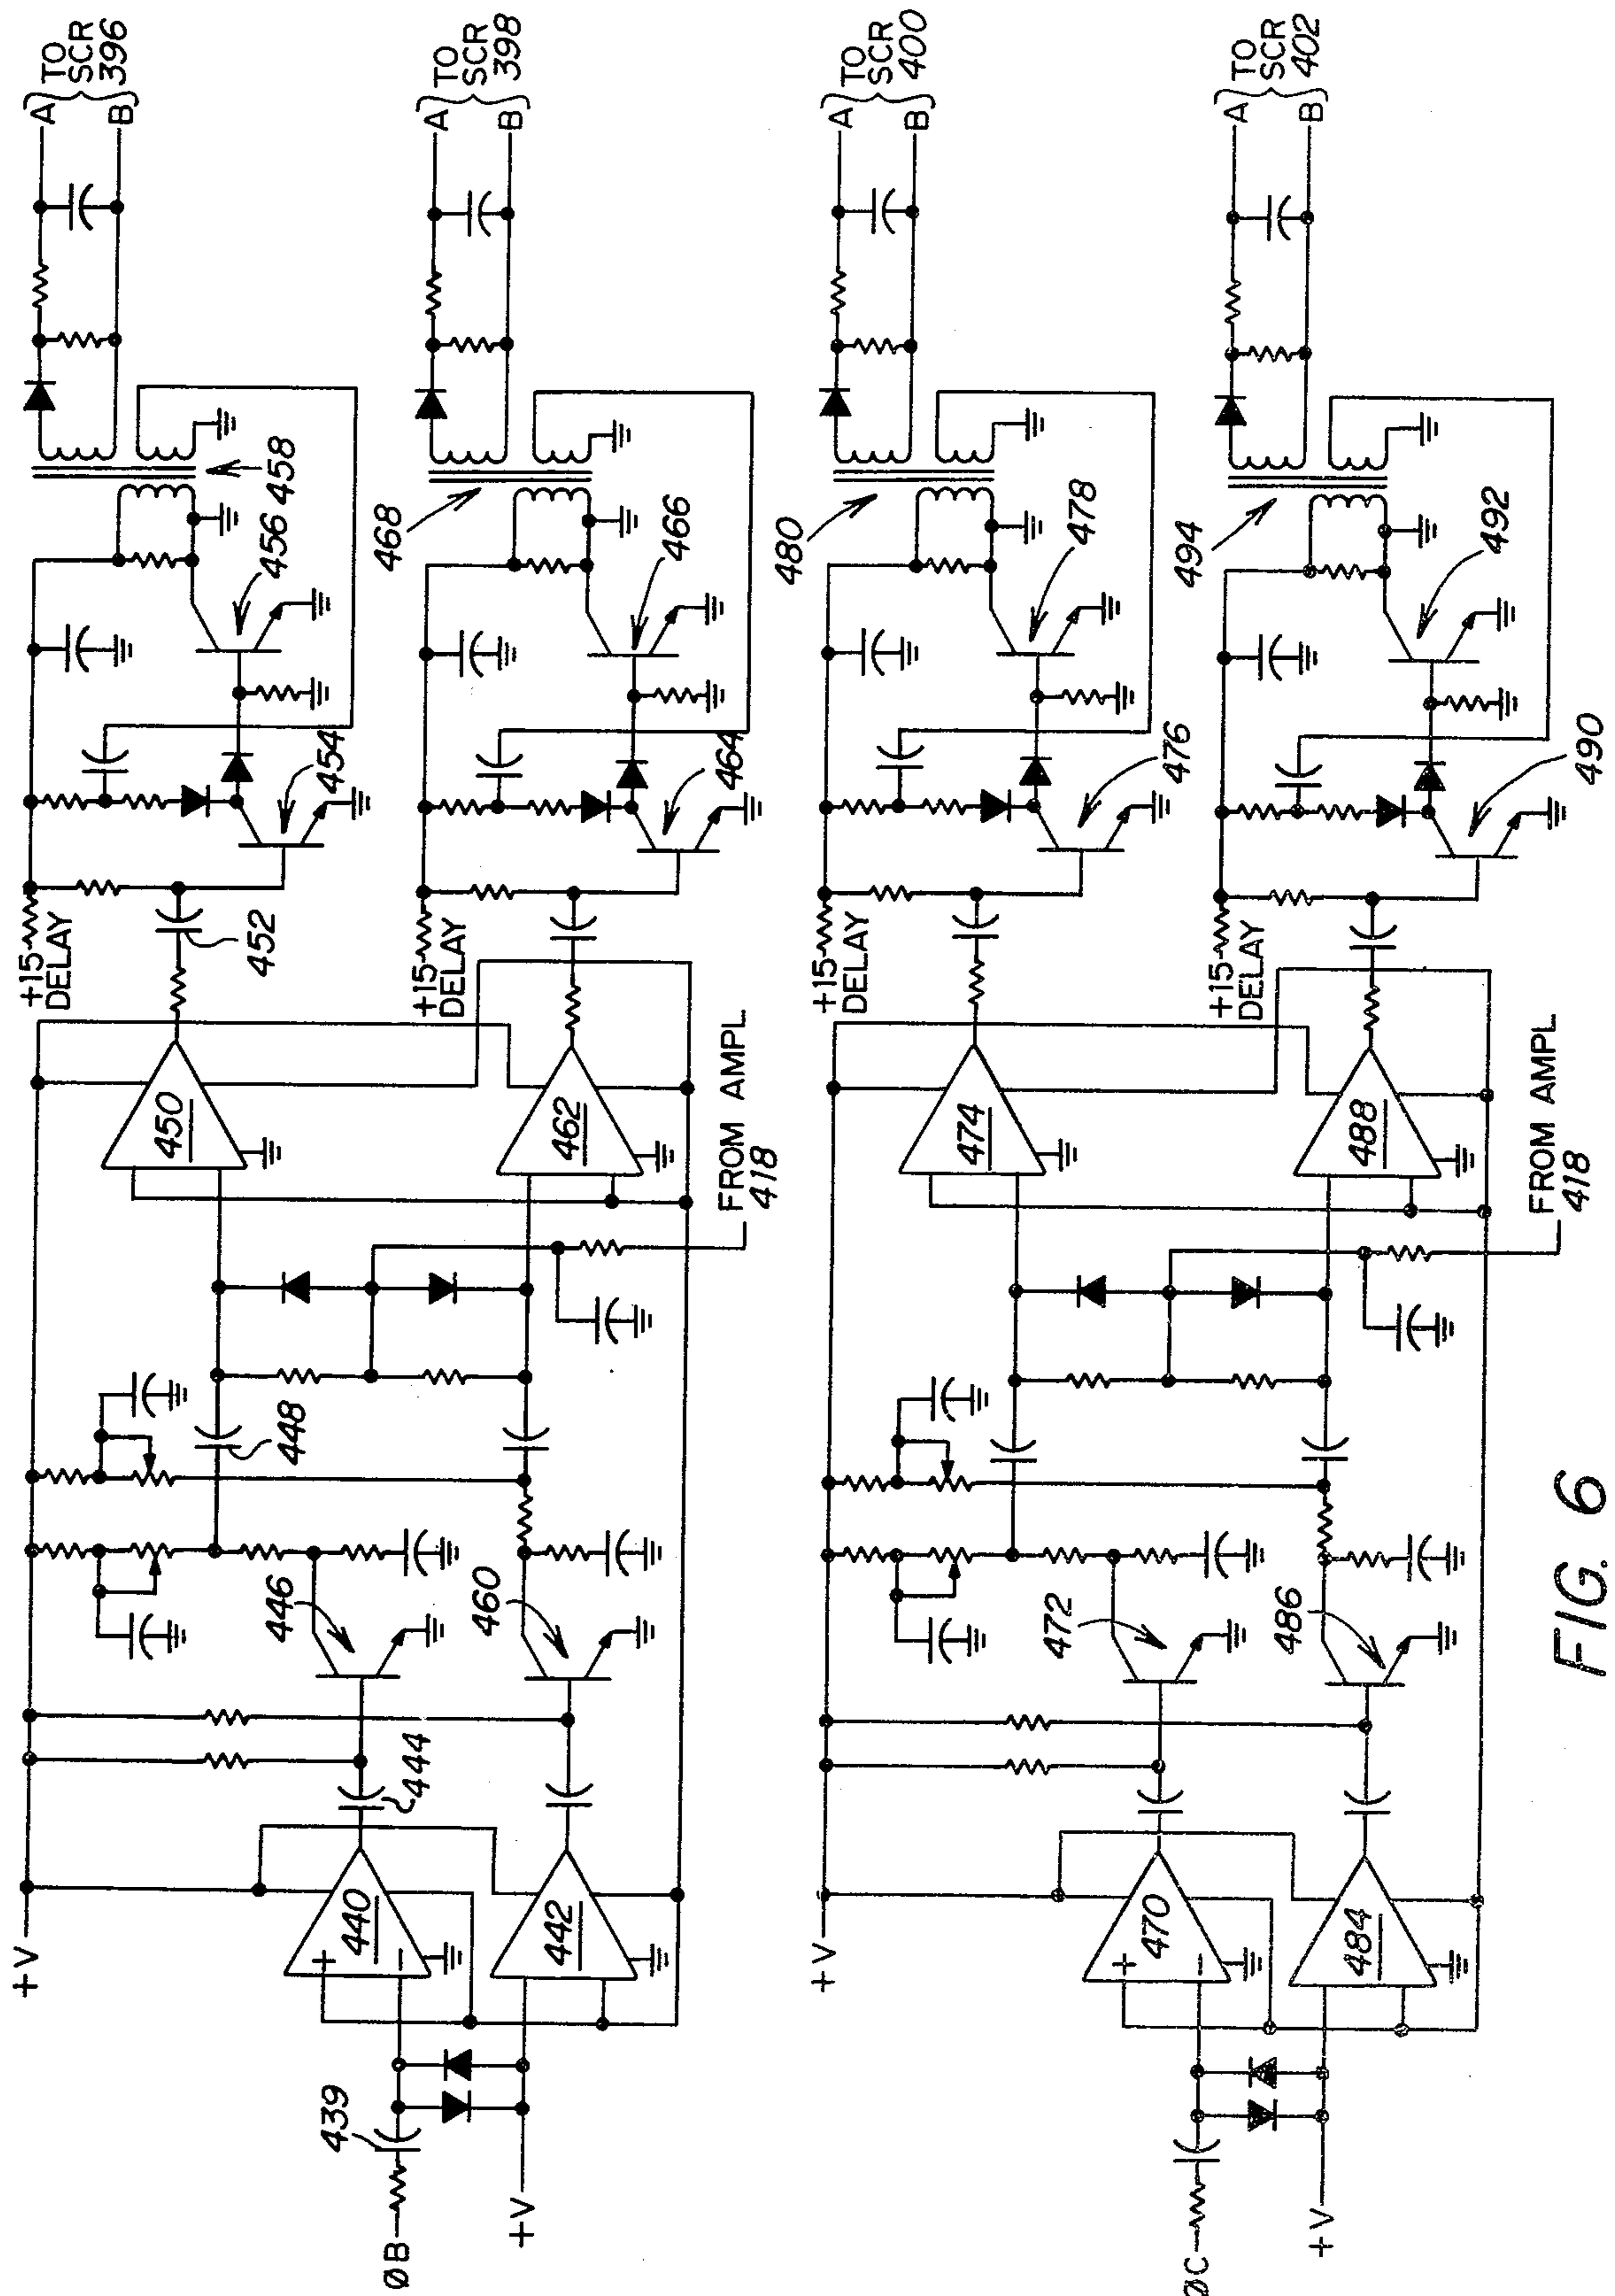 ØB
439
+V
+V
440
+
−
442
444
446
460
448
450
462
FROM AMPL
418
+15
DELAY
452
454
456
458
TO
SCR
396
A
B
+15
DELAY
464
466
468
TO
SCR
398
A
B
ØC
+V
+V
470
+
−
484
472
486
474
488
FROM AMPL
418
+15
DELAY
476
478
480
TO
SCR
400
A
B
+15
DELAY
490
492
494
TO
SCR
402
A
B
FIG. 6